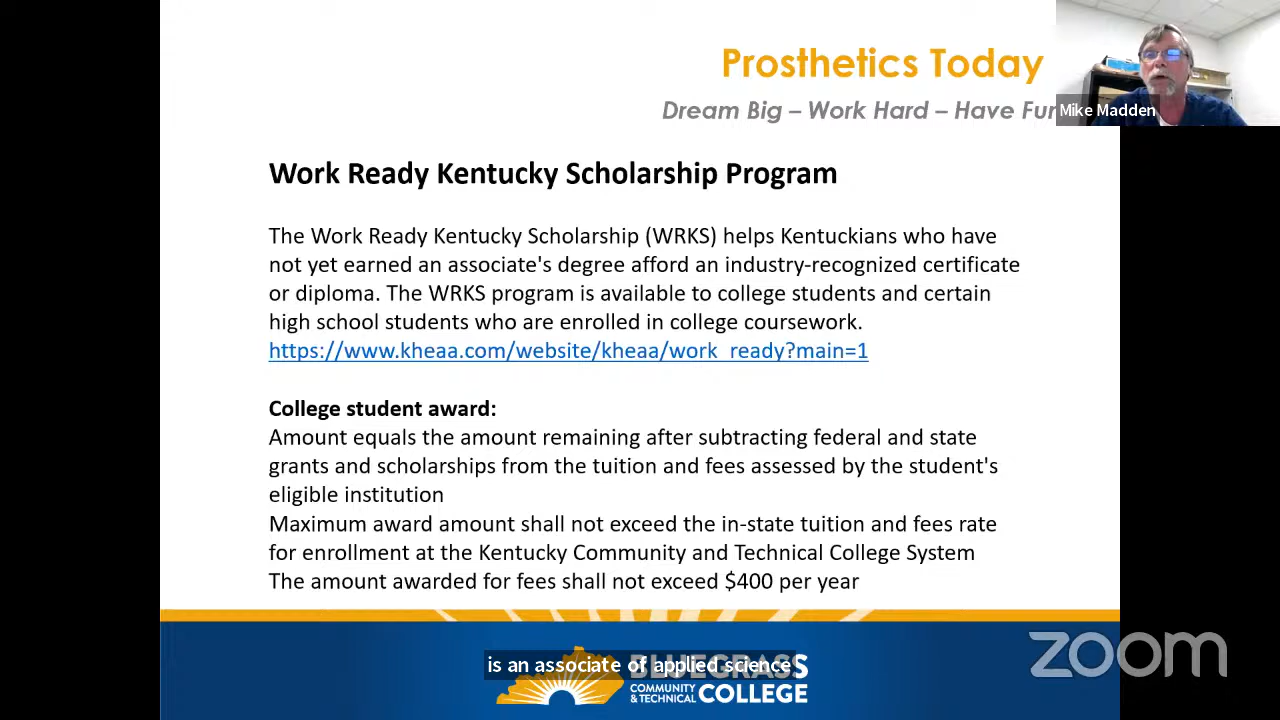 Prosthetics Today
Dream Big – Work Hard – Have Fun
Mike Madden
Work Ready Kentucky Scholarship Program
The Work Ready Kentucky Scholarship (WRKS) helps Kentuckians who have
not yet earned an associate's degree afford an industry-recognized certificate
or diploma. The WRKS program is available to college students and certain
high school students who are enrolled in college coursework.
https://www.kheaa.com/website/kheaa/work_ready?main=1
College student award:
Amount equals the amount remaining after subtracting federal and state
grants and scholarships from the tuition and fees assessed by the student's
eligible institution
Maximum award amount shall not exceed the in-state tuition and fees rate
for enrollment at the Kentucky Community and Technical College System
The amount awarded for fees shall not exceed $400 per year
is an associate of applied science
BLUEGRASS
COMMUNITY
& TECHNICAL
COLLEGE
zoom